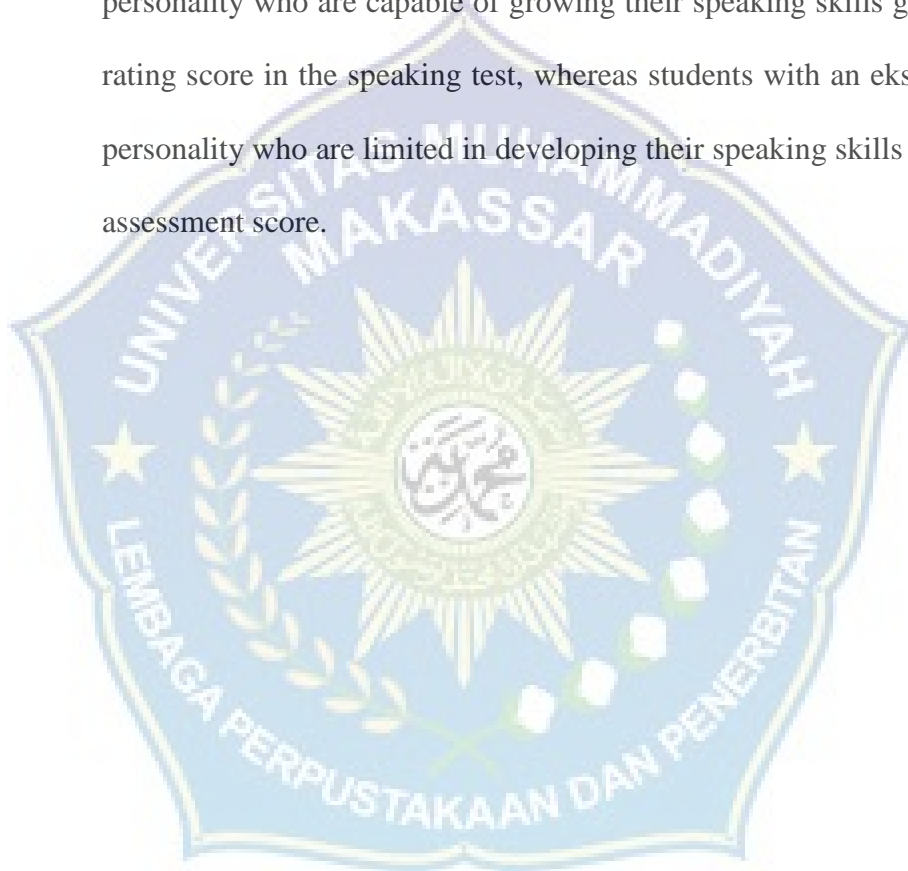 personality who are capable of growing their speaking skills g
rating score in the speaking test, whereas students with an eks
personality who are limited in developing their speaking skills
assessment score.
UNIVERSITAS MUHAMMADIYAH
MAKASSAR
LEMBAGA PERPUSTAKAAN DAN PENERBITAN